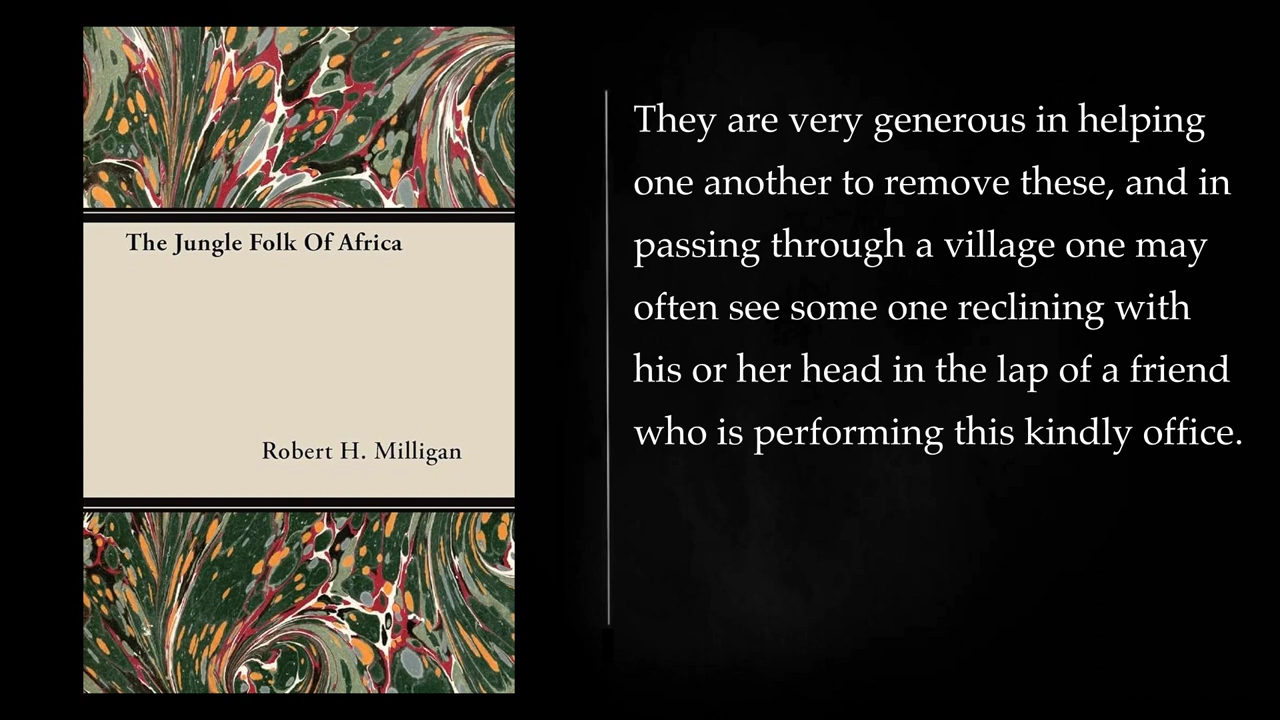 The Jungle Folk Of Africa
Robert H. Milligan
They are very generous in helping
one another to remove these, and in
passing through a village one may
often see some one reclining with
his or her head in the lap of a friend
who is performing this kindly office.